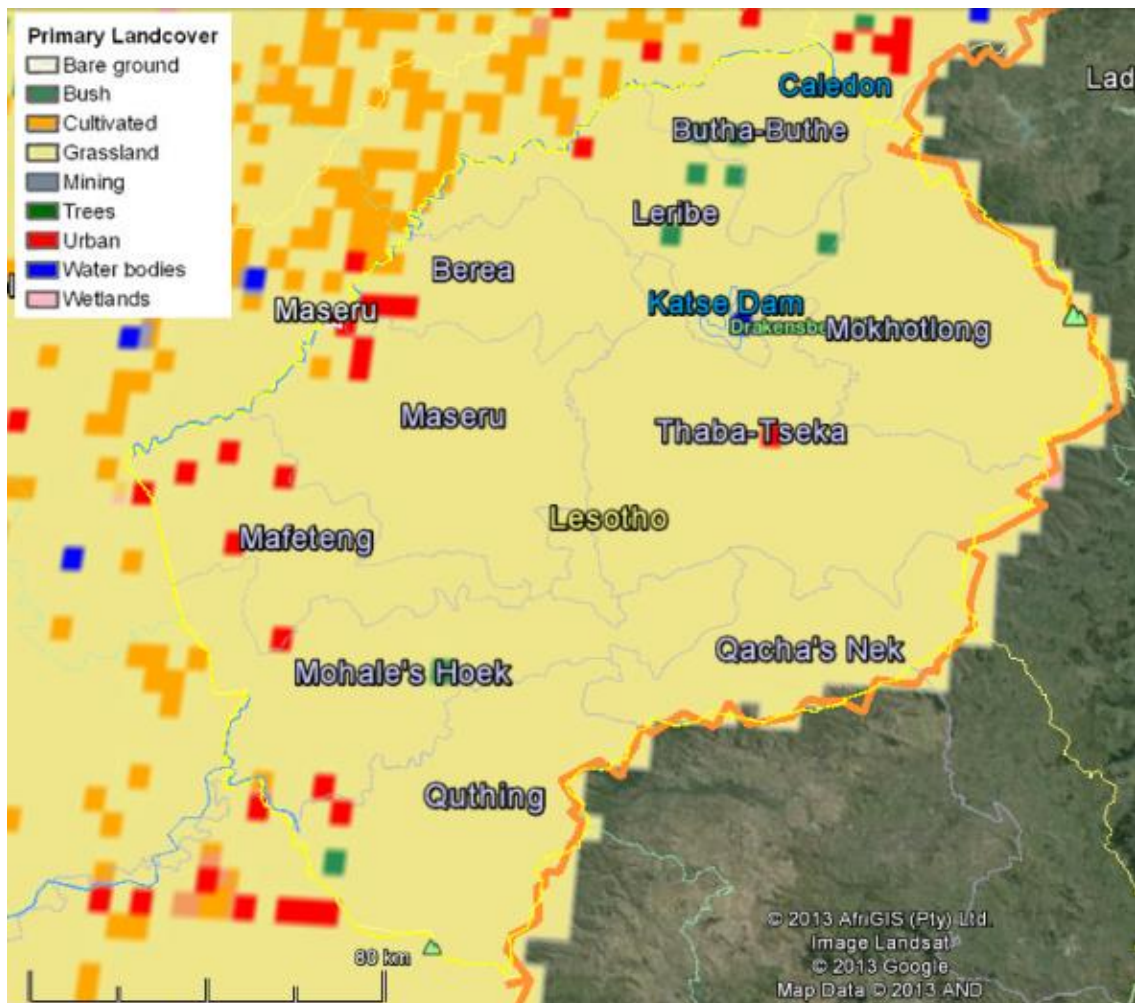 Primary Landcover
Bare ground
Bush
Cultivated
Grassland
Mining
Trees
Urban
Water bodies
Wetlands
Caledon
Lad
Butha-Buthe
Leribe
Berea
Maseru
Katse Dam
Mokhotlong
Maseru
Thaba-Tseka
Lesotho
Mafeteng
Qacha's Nek
Mohale's Hoek
Quthing
80 km
© 2013 AfriGIS (Pty) Ltd.
Image Landsat
© 2013 Google
Map Data © 2013 AND